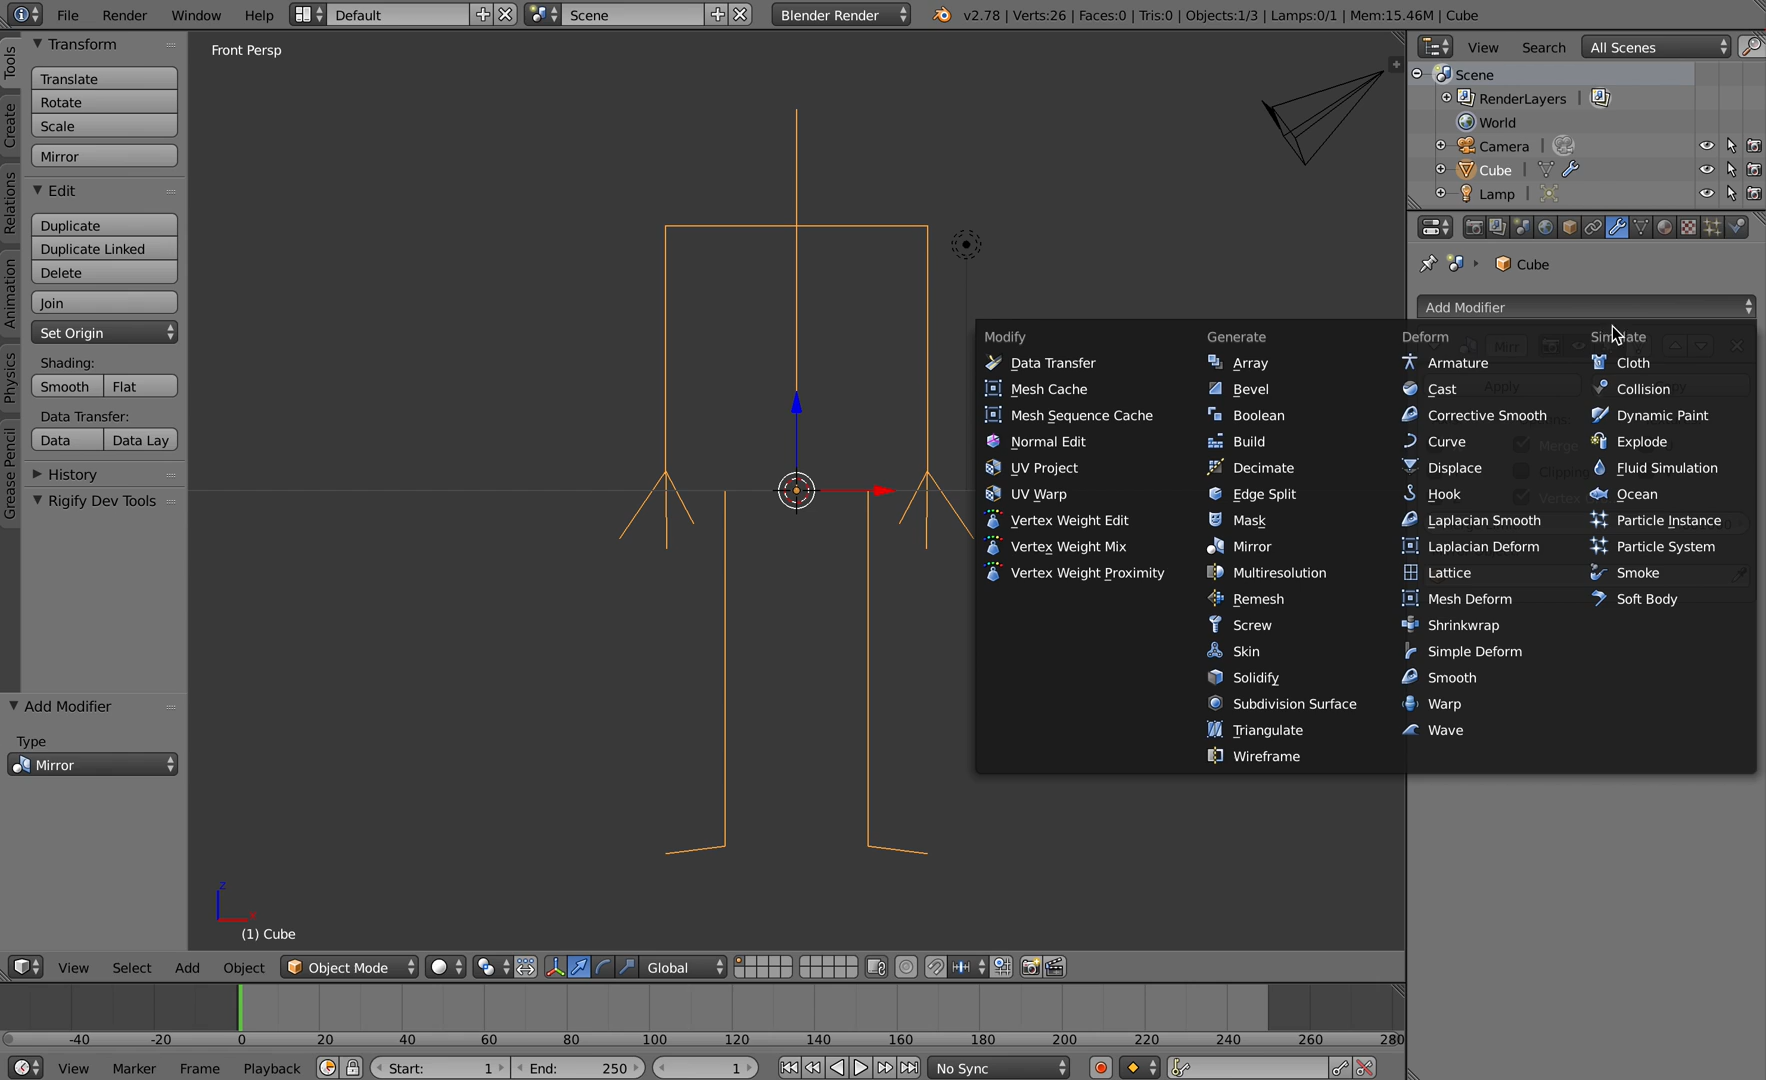 File Render Window Help Default Scene Blender Render v2.78 | Verts:26 | Faces:0 | Tris:0 | Objects:1/3 | Lamps:0/1 | Mem:15.46M | Cube
Tools
Create
Relations
Animation
Physics
Grease Pencil
Transform
Translate
Rotate
Scale
Mirror
Edit
Duplicate
Duplicate Linked
Delete
Join
Set Origin
Shading:
Smooth Flat
Data Transfer:
Data Data Lay
History
Rigify Dev Tools
Add Modifier
Type
Mirror
Front Persp
z
(1) Cube
View Search All Scenes
Scene
RenderLayers |
World
Camera |
Cube |
Lamp |
Cube
Add Modifier
Modify
Data Transfer
Mesh Cache
Mesh Sequence Cache
Normal Edit
UV Project
UV Warp
Vertex Weight Edit
Vertex Weight Mix
Vertex Weight Proximity
Generate
Array
Bevel
Boolean
Build
Decimate
Edge Split
Mask
Mirror
Multiresolution
Remesh
Screw
Skin
Solidify
Subdivision Surface
Triangulate
Wireframe
Deform
Armature
Cast
Corrective Smooth
Curve
Displace
Hook
Laplacian Smooth
Laplacian Deform
Lattice
Mesh Deform
Shrinkwrap
Simple Deform
Smooth
Warp
Wave
Simulate
Cloth
Collision
Dynamic Paint
Explode
Fluid Simulation
Ocean
Particle Instance
Particle System
Smoke
Soft Body
Mirr
Apply
Merge
Clipping
Vertex
View Select Add Object Object Mode Global
-40 -20 0 20 40 60 80 100 120 140 160 180 200 220 240 260 280
View Marker Frame Playback Start: 1 End: 250 1 No Sync